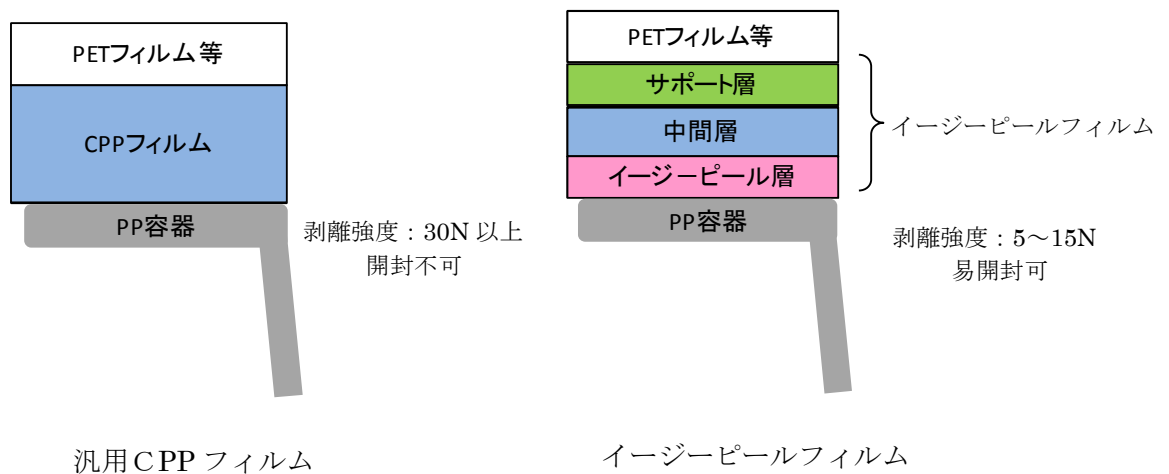 PETフィルム等
CPPフィルム
PP容器
剥離強度：30N 以上
開封不可
汎用CPP フィルム
PETフィルム等
サポート層
中間層
イージーピール層
イージーピールフィルム
PP容器
剥離強度：5～15N
易開封可
イージーピールフィルム